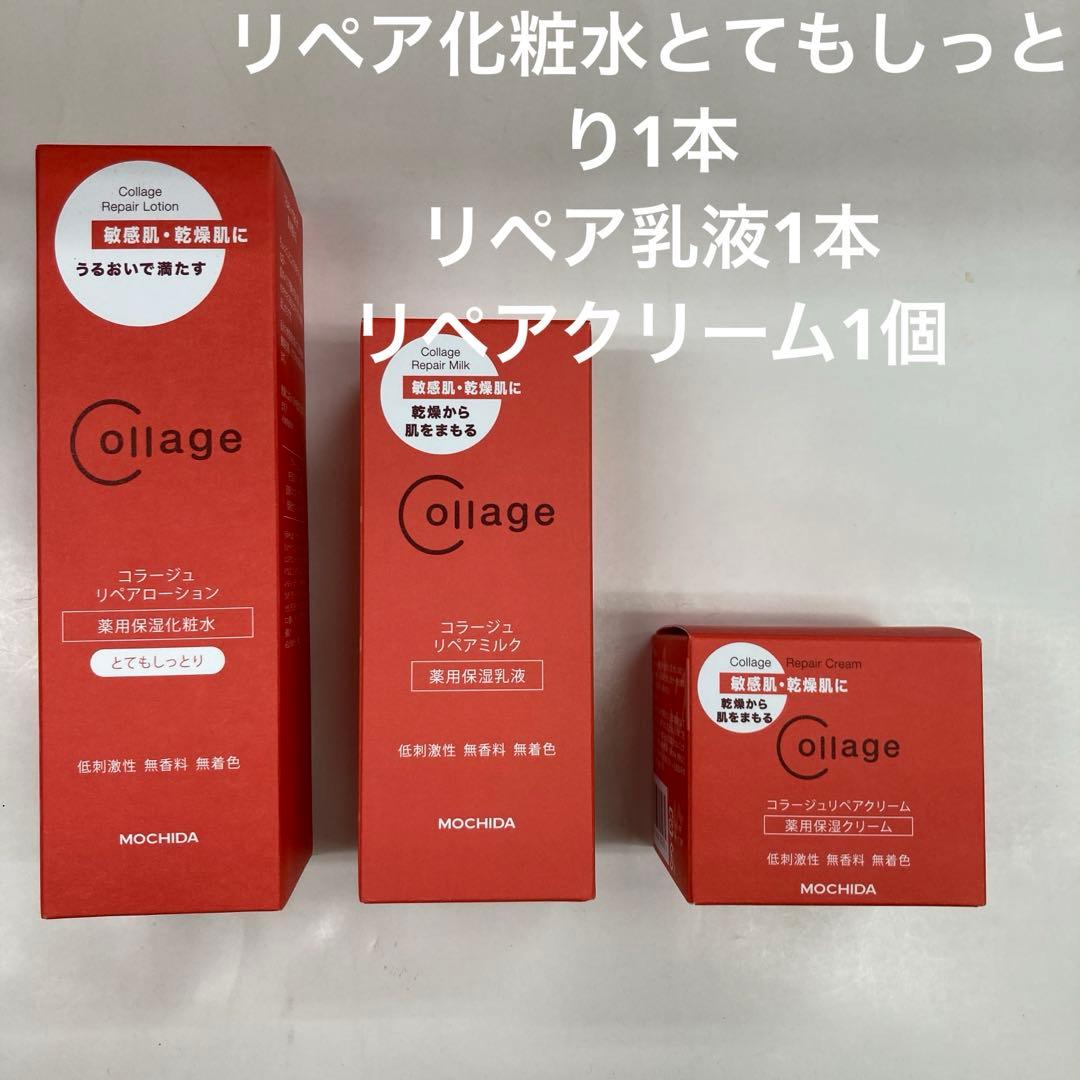 リペア化粧水とてもしっと
り1本
リペア乳液1本
リペアクリーム1個
Collage
Repair Lotion
敏感肌・乾燥肌に
うるおいで満たす
Collage
コラージュ
リペアローション
薬用保湿化粧水
とてもしっとり
低刺激性 無香料 無着色
MOCHIDA
Collage
Repair Milk
敏感肌・乾燥肌に
乾燥から
肌をまもる
Collage
コラージュ
リペアミルク
薬用保湿乳液
低刺激性 無香料 無着色
MOCHIDA
Collage Repair Cream
敏感肌・乾燥肌に
乾燥から
肌をまもる
Collage
コラージュリペアクリーム
薬用保湿クリーム
低刺激性 無香料 無着色
MOCHIDA